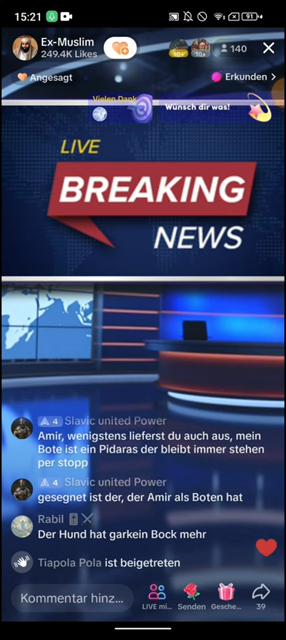 15:21
91
Ex-Muslim
249.4K Likes
140
Angesagt
Erkunden
Vielen Dank
Wünsch dir was!
LIVE
BREAKING
NEWS
4 Slavic united Power
Amir, wenigstens lieferst du auch aus, mein
Bote ist ein Pidaras der bleibt immer stehen
per stopp
4 Slavic united Power
gesegnet ist der, der Amir als Boten hat
Rabil
Der Hund hat garkein Bock mehr
Tiapola Pola ist beigetreten
Kommentar hinz...
LIVE mi...
Senden
Gesche...
39